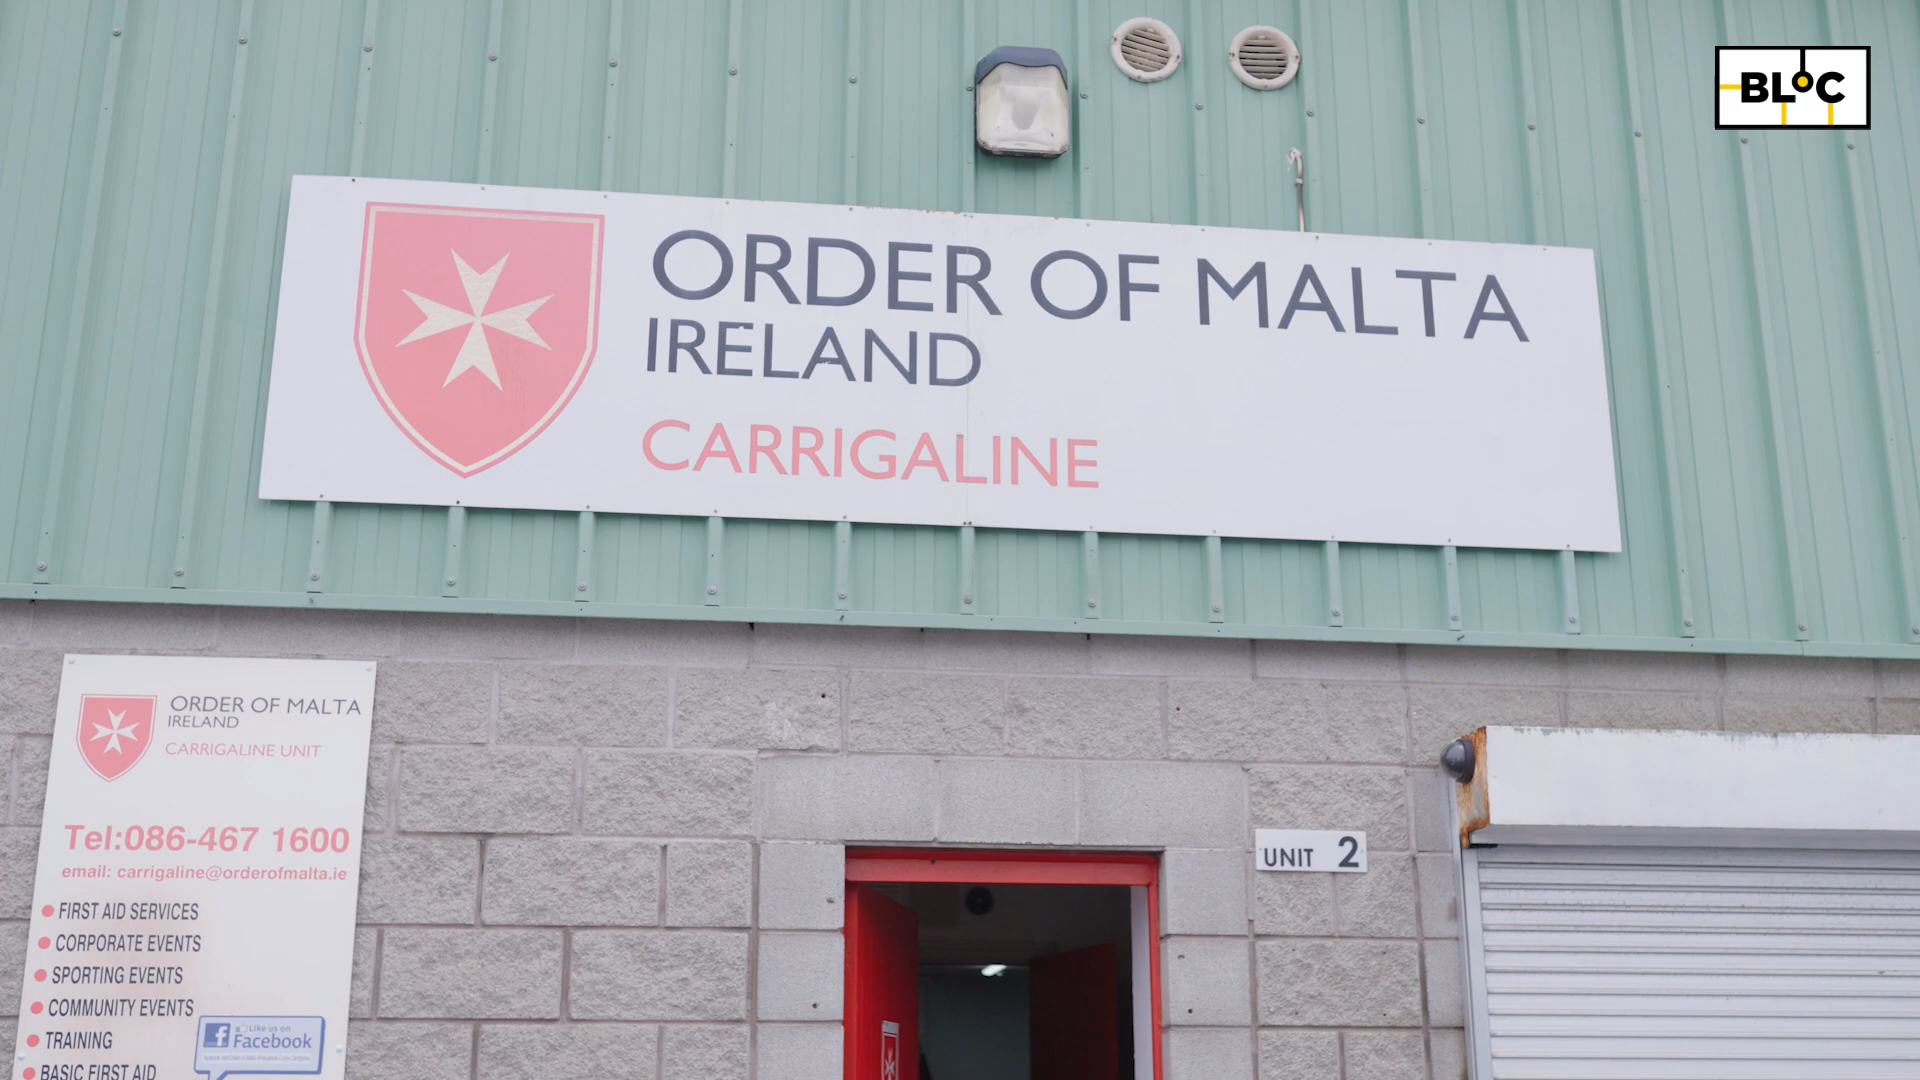 BLOC
ORDER OF MALTA
IRELAND
CARRIGALINE
ORDER OF MALTA
IRELAND
CARRIGALINE UNIT
Tel:086-467 1600
email: carrigaline@orderofmalta.ie
FIRST AID SERVICES
CORPORATE EVENTS
SPORTING EVENTS
COMMUNITY EVENTS
TRAINING
BASIC FIRST AID
Like us on
Facebook
UNIT 2